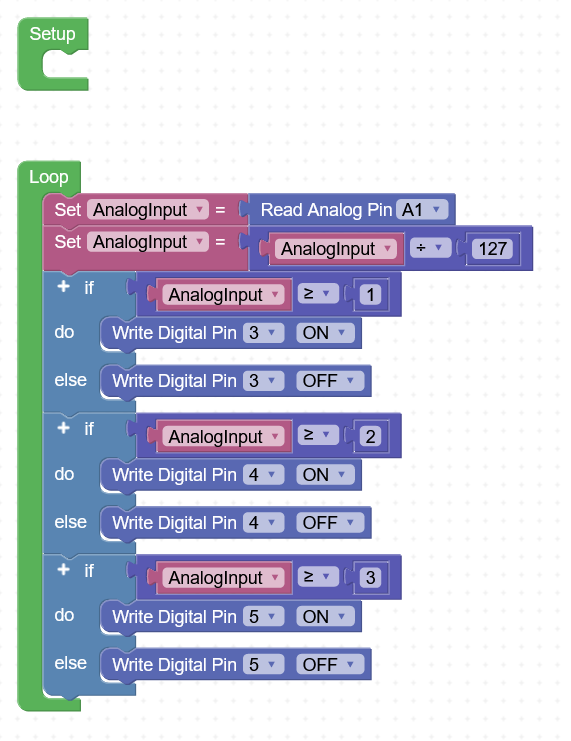 Setup
Loop
Set AnalogInput = Read Analog Pin A1
Set AnalogInput = AnalogInput ÷ 127
+ if AnalogInput ≥ 1
do Write Digital Pin 3 ON
else Write Digital Pin 3 OFF
+ if AnalogInput ≥ 2
do Write Digital Pin 4 ON
else Write Digital Pin 4 OFF
+ if AnalogInput ≥ 3
do Write Digital Pin 5 ON
else Write Digital Pin 5 OFF